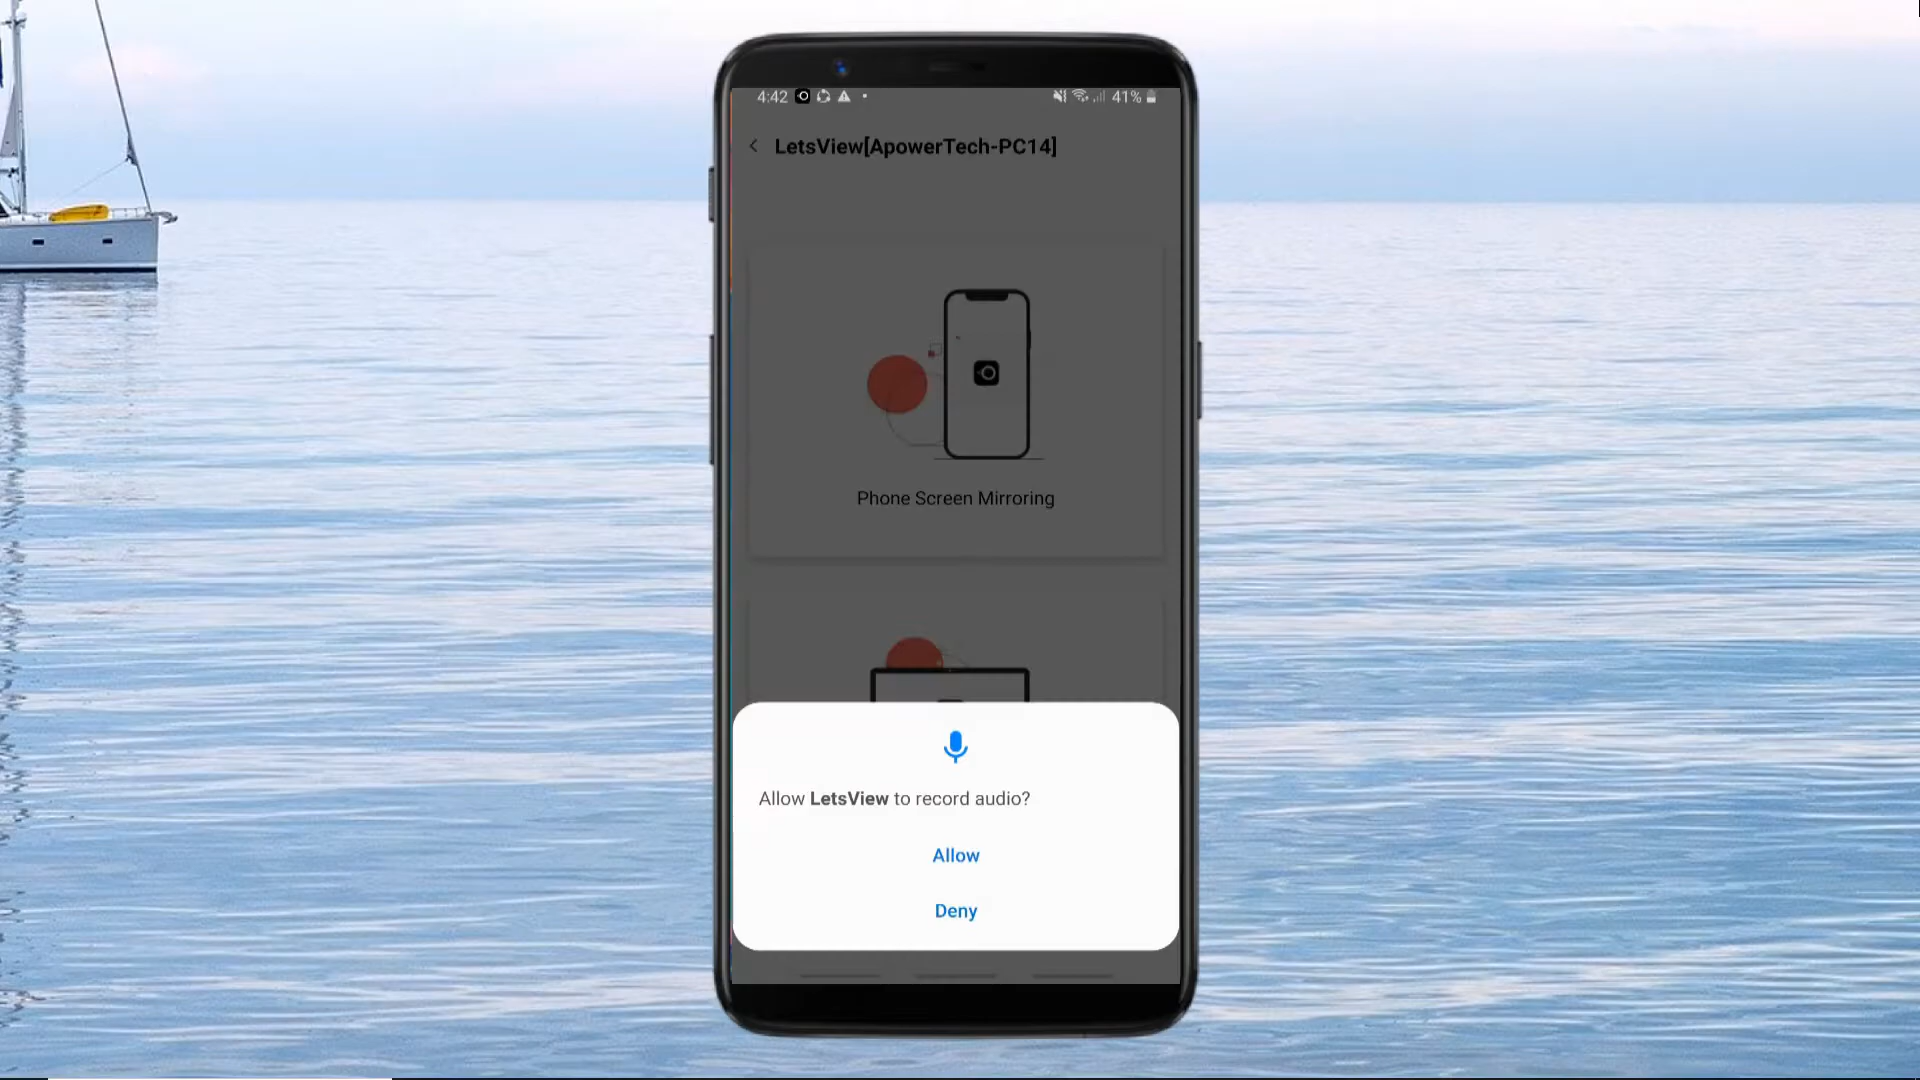 4:42 41%
LetsView[ApowerTech-PC14]
Phone Screen Mirroring
Allow LetsView to record audio?
Allow
Deny